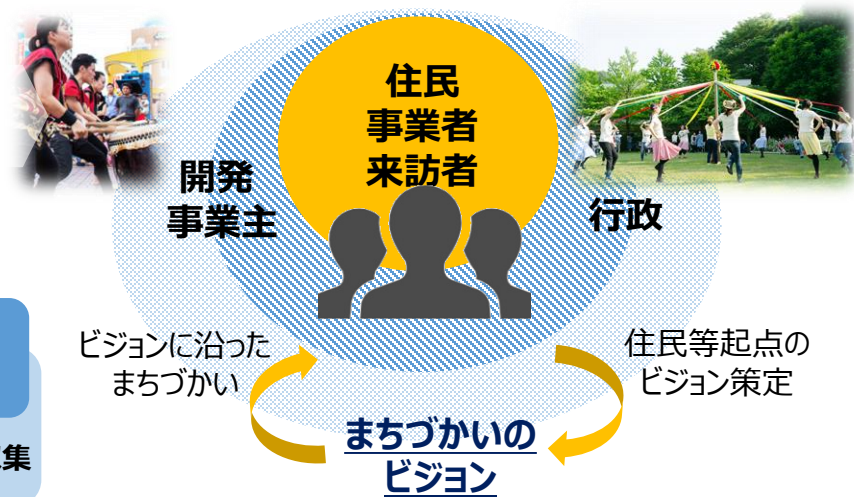 住民
事業者
来訪者
開発
事業主
行政
ビジョンに沿った
まちづかい
住民等起点の
ビジョン策定
まちづかいの
ビジョン
集